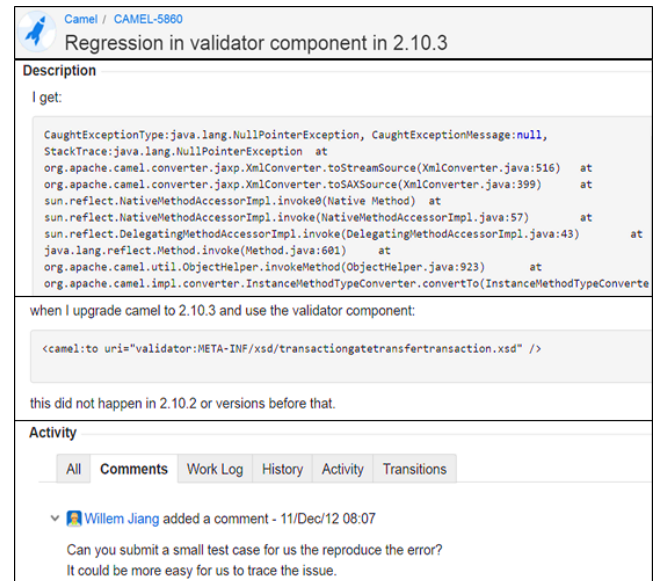 Camel / CAMEL-5860
Regression in validator component in 2.10.3
Description
I get:
CaughtExceptionType:java.lang.NullPointerException, CaughtExceptionMessage:null,
StackTrace:java.lang.NullPointerException at
org.apache.camel.converter.jaxp.XmlConverter.toStreamSource(XmlConverter.java:516) at
org.apache.camel.converter.jaxp.XmlConverter.toSAXSource(XmlConverter.java:399) at
sun.reflect.NativeMethodAccessorImpl.invoke0(Native Method) at
sun.reflect.NativeMethodAccessorImpl.invoke(NativeMethodAccessorImpl.java:57) at
sun.reflect.DelegatingMethodAccessorImpl.invoke(DelegatingMethodAccessorImpl.java:43) at
java.lang.reflect.Method.invoke(Method.java:601) at
org.apache.camel.util.ObjectHelper.invokeMethod(ObjectHelper.java:923) at
org.apache.camel.impl.converter.InstanceMethodTypeConverter.convertTo(InstanceMethodTypeConverte
when I upgrade camel to 2.10.3 and use the validator component:
<camel:to uri="validator:META-INF/xsd/transactiongatetransfertransaction.xsd" />
this did not happen in 2.10.2 or versions before that.
Activity
All Comments Work Log History Activity Transitions
Willem Jiang added a comment - 11/Dec/12 08:07
Can you submit a small test case for us the reproduce the error?
It could be more easy for us to trace the issue.